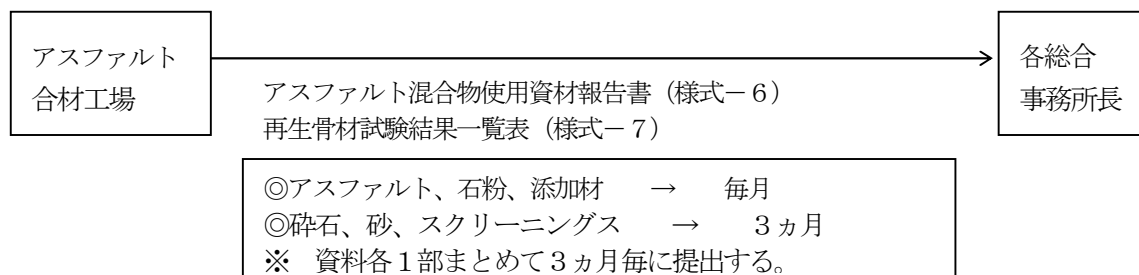 アスファルト
合材工場
各総合
事務所長
アスファルト混合物使用資材報告書（様式－６）
再生骨材試験結果一覧表（様式－７）
◎アスファルト、石粉、添加材　　→　　毎月
◎砕石、砂、スクリーニングス　　→　　３ヵ月
※　資料各１部まとめて３ヵ月毎に提出する。